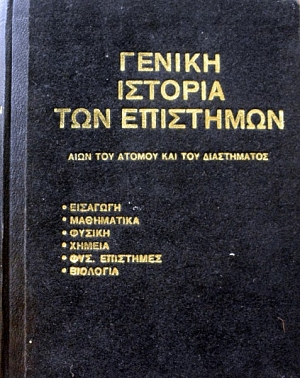 ΓΕΝΙΚΗ
ΙΣΤΟΡΙΑ
ΤΩΝ ΕΠΙΣΤΗΜΩΝ
ΑΙΩΝ ΤΟΥ ΑΤΟΜΟΥ ΚΑΙ ΤΟΥ ΔΙΑΣΤΗΜΑΤΟΣ
• ΕΙΣΑΓΩΓΗ
• ΜΑΘΗΜΑΤΙΚΑ
• ΦΥΣΙΚΗ
• ΧΗΜΕΙΑ
• ΦΥΣ. ΕΠΙΣΤΗΜΕΣ
• ΒΙΟΛΟΓΙΑ